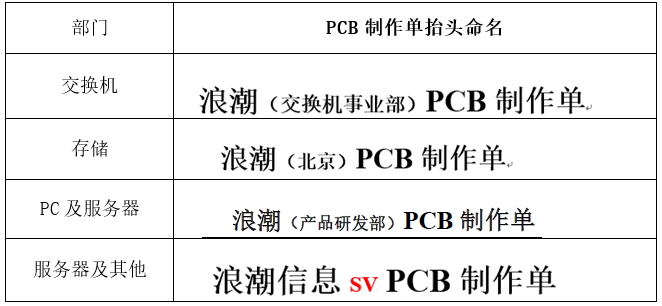 部门 PCB 制作单抬头命名
交换机 浪潮（交换机事业部）PCB 制作单
存储 浪潮（北京）PCB 制作单
PC 及服务器 浪潮（产品研发部）PCB 制作单
服务器及其他 浪潮信息 sv PCB 制作单